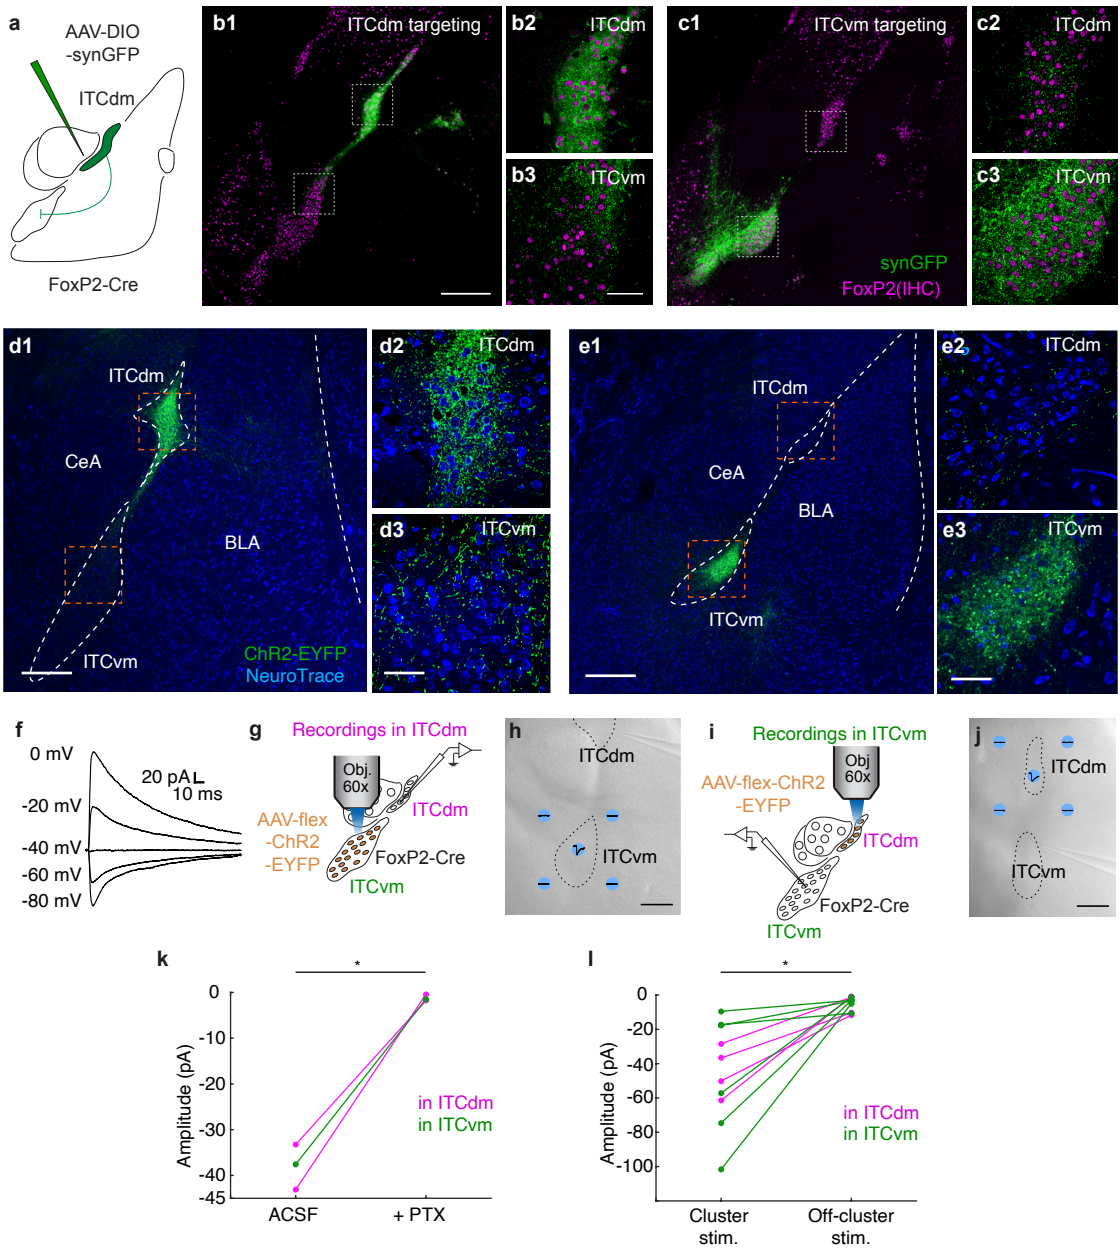 a
AAV-DIO
-synGFP
ITCdm
FoxP2-Cre
b1
ITCdm targeting
b2
ITCdm
b3
ITCvm
c1
ITCvm targeting
synGFP
FoxP2(IHC)
c2
ITCdm
c3
ITCvm
d1
ITCdm
CeA
BLA
ITCvm
ChR2-EYFP
NeuroTrace
d2
ITCdm
d3
ITCvm
e1
ITCdm
CeA
BLA
ITCvm
e2
ITCdm
e3
ITCvm
f
0 mV
-20 mV
-40 mV
-60 mV
-80 mV
20 pA
10 ms
g
Recordings in ITCdm
Obj.
60x
ITCdm
AAV-flex
-ChR2
-EYFP
FoxP2-Cre
ITCvm
h
ITCdm
ITCvm
i
Recordings in ITCvm
AAV-flex-ChR2
-EYFP
Obj.
60x
ITCdm
FoxP2-Cre
ITCvm
j
ITCdm
ITCvm
k
*
0
-10
-20
-30
-40
-45
Amplitude (pA)
in ITCdm
in ITCvm
ACSF
+ PTX
l
*
0
-20
-40
-60
-80
-100
Amplitude (pA)
in ITCdm
in ITCvm
Cluster
stim.
Off-cluster
stim.